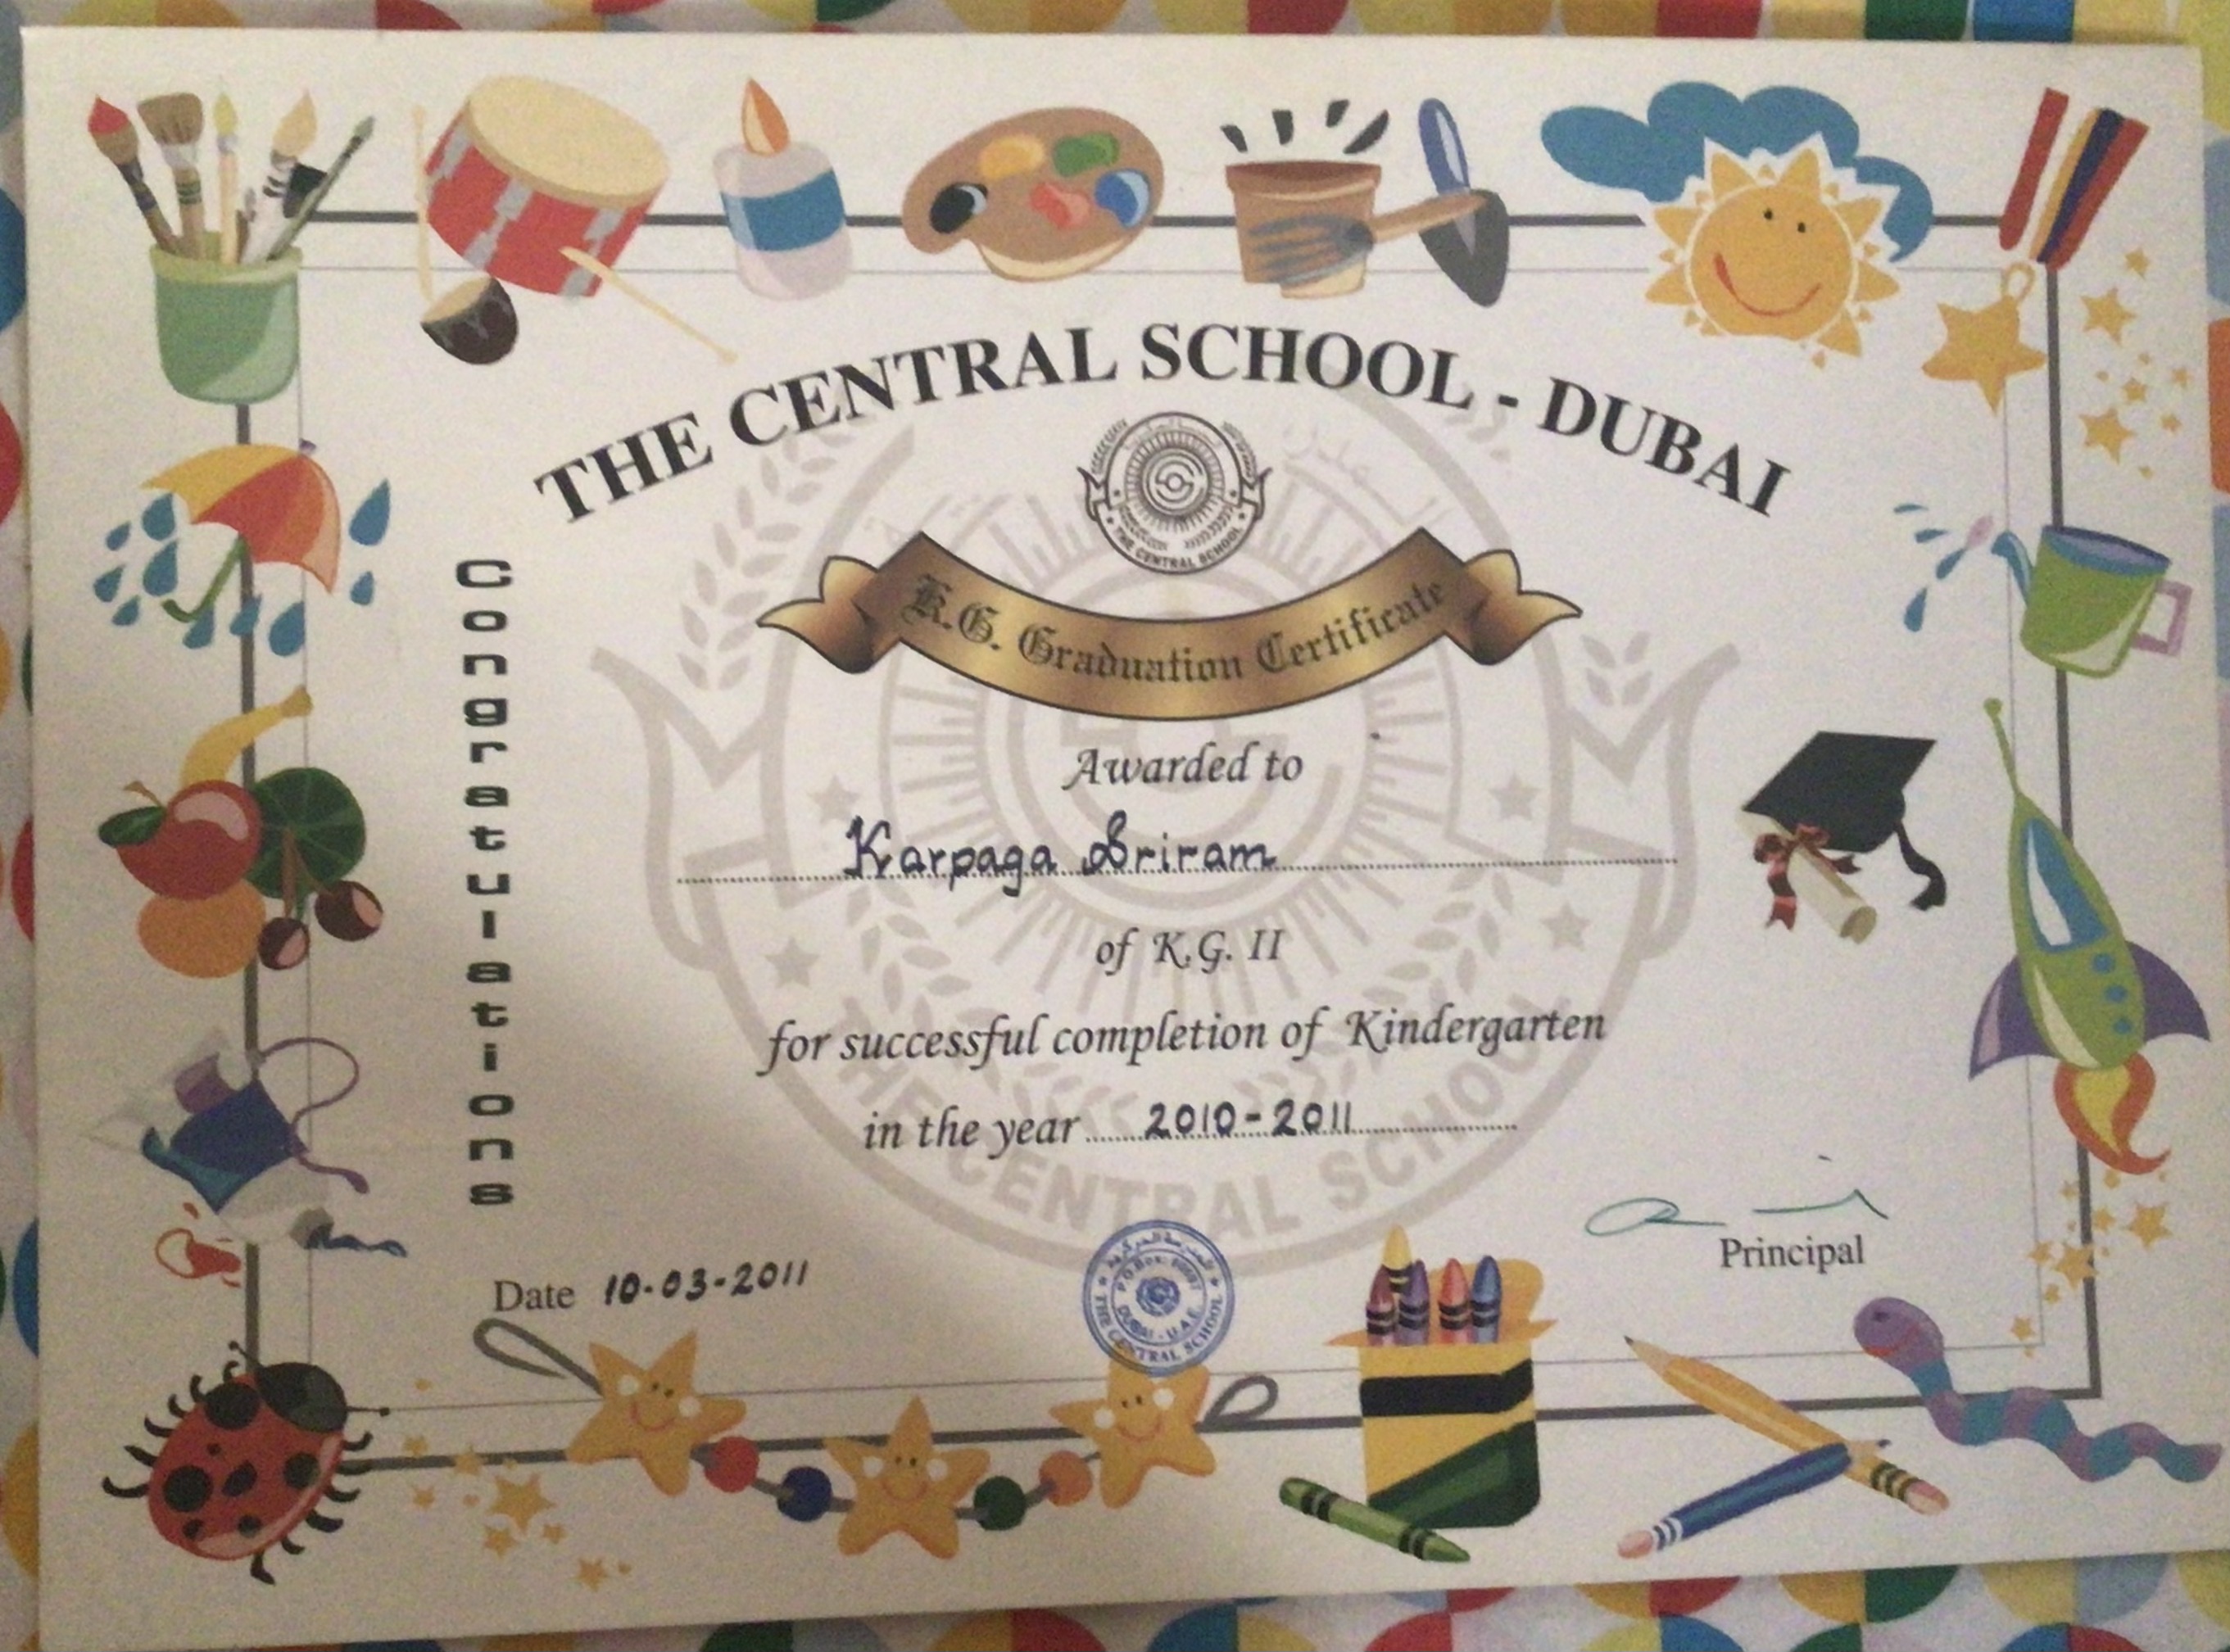 THE CENTRAL SCHOOL - DUBAI
THE CENTRAL SCHOOL
K.G. Graduation Certificate
Congratulations
Awarded to
Karpaga Sriram
of K.G. II
for successful completion of Kindergarten
in the year 2010-2011
THE CENTRAL SCHOOL
Principal
Date 10-03-2011
المدرسة المركزية
P.O.Box:
DUBAI - U.A.E.
THE CENTRAL SCHOOL